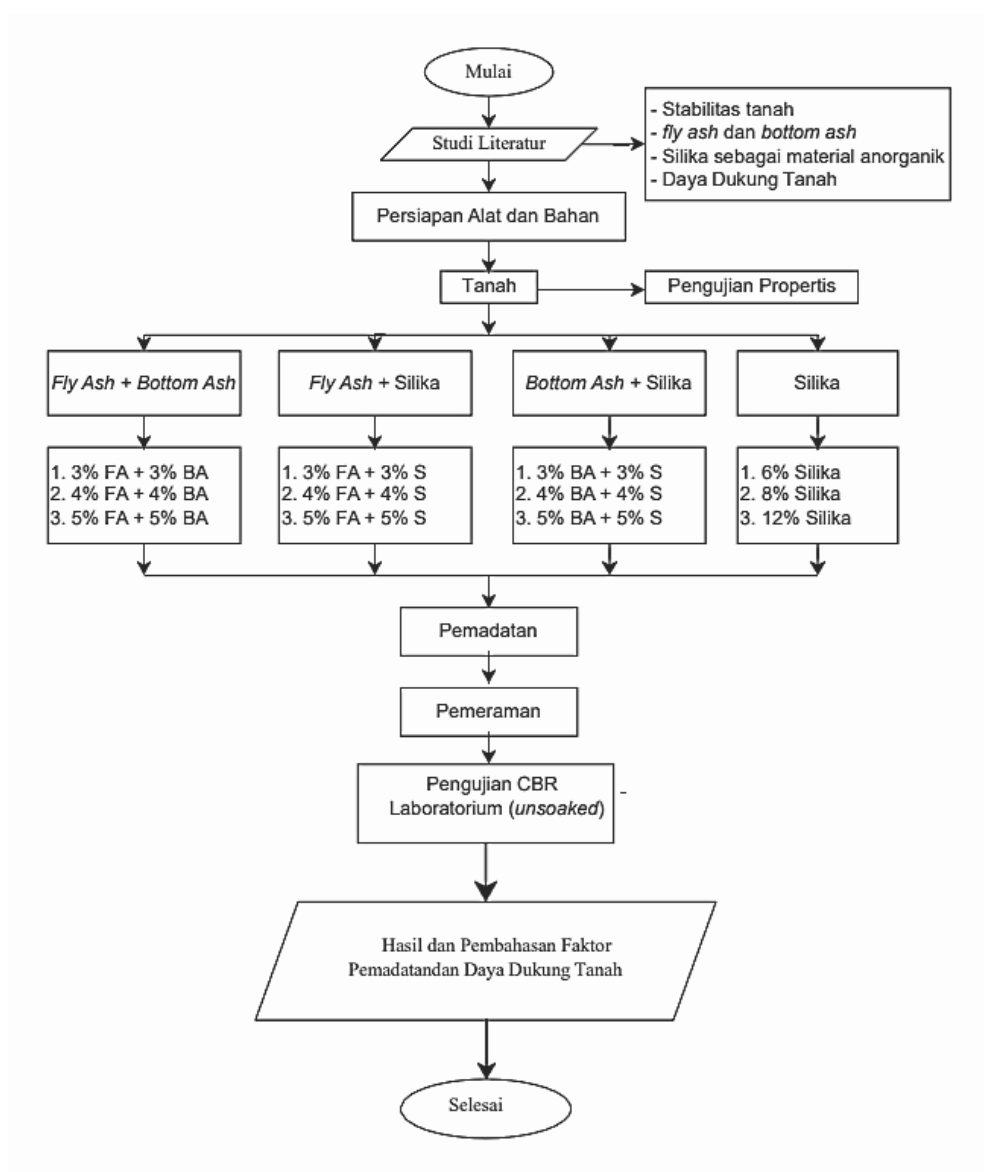 Mulai
Studi Literatur
- Stabilitas tanah
- fly ash dan bottom ash
- Silika sebagai material anorganik
- Daya Dukung Tanah
Persiapan Alat dan Bahan
Tanah
Pengujian Propertis
Fly Ash + Bottom Ash
Fly Ash + Silika
Bottom Ash + Silika
Silika
1. 3% FA + 3% BA
2. 4% FA + 4% BA
3. 5% FA + 5% BA
1. 3% FA + 3% S
2. 4% FA + 4% S
3. 5% FA + 5% S
1. 3% BA + 3% S
2. 4% BA + 4% S
3. 5% BA + 5% S
1. 6% Silika
2. 8% Silika
3. 12% Silika
Pemadatan
Pemeraman
Pengujian CBR
Laboratorium (unsoaked)
-
Hasil dan Pembahasan Faktor
Pemadatandan Daya Dukung Tanah
Selesai